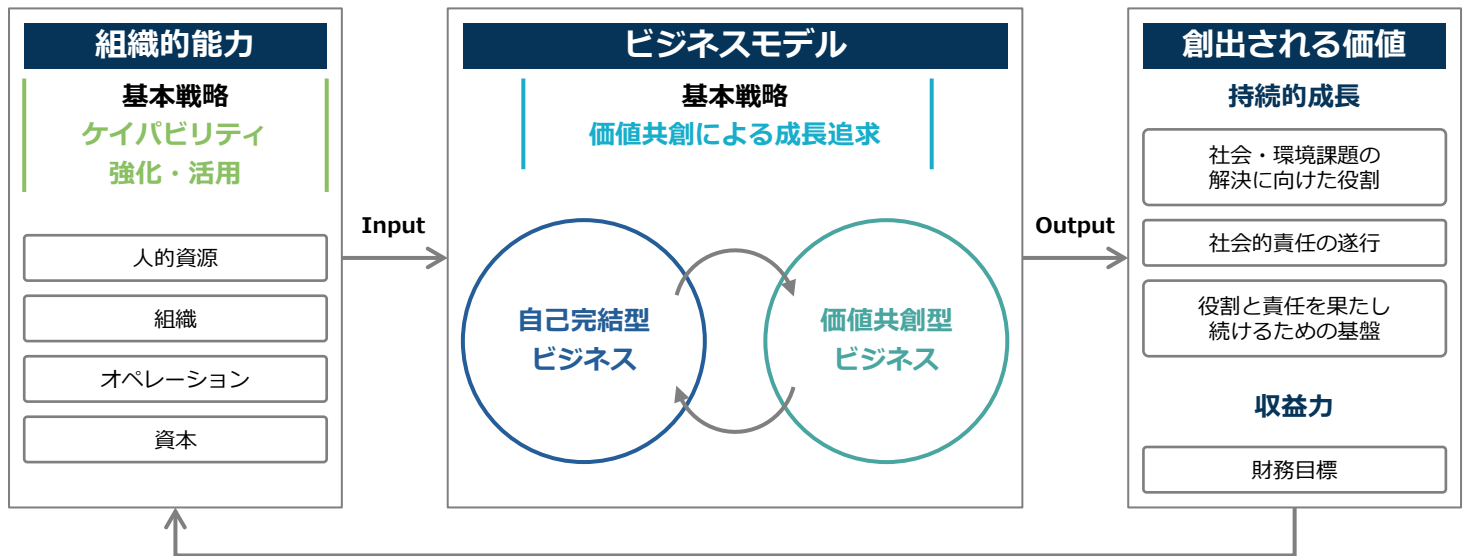 組織的能力
基本戦略
ケイパビリティ
強化・活用
人的資源
組織
オペレーション
資本
Input
ビジネスモデル
基本戦略
価値共創による成長追求
自己完結型
ビジネス
価値共創型
ビジネス
Output
創出される価値
持続的成長
社会・環境課題の
解決に向けた役割
社会的責任の遂行
役割と責任を果たし
続けるための基盤
収益力
財務目標